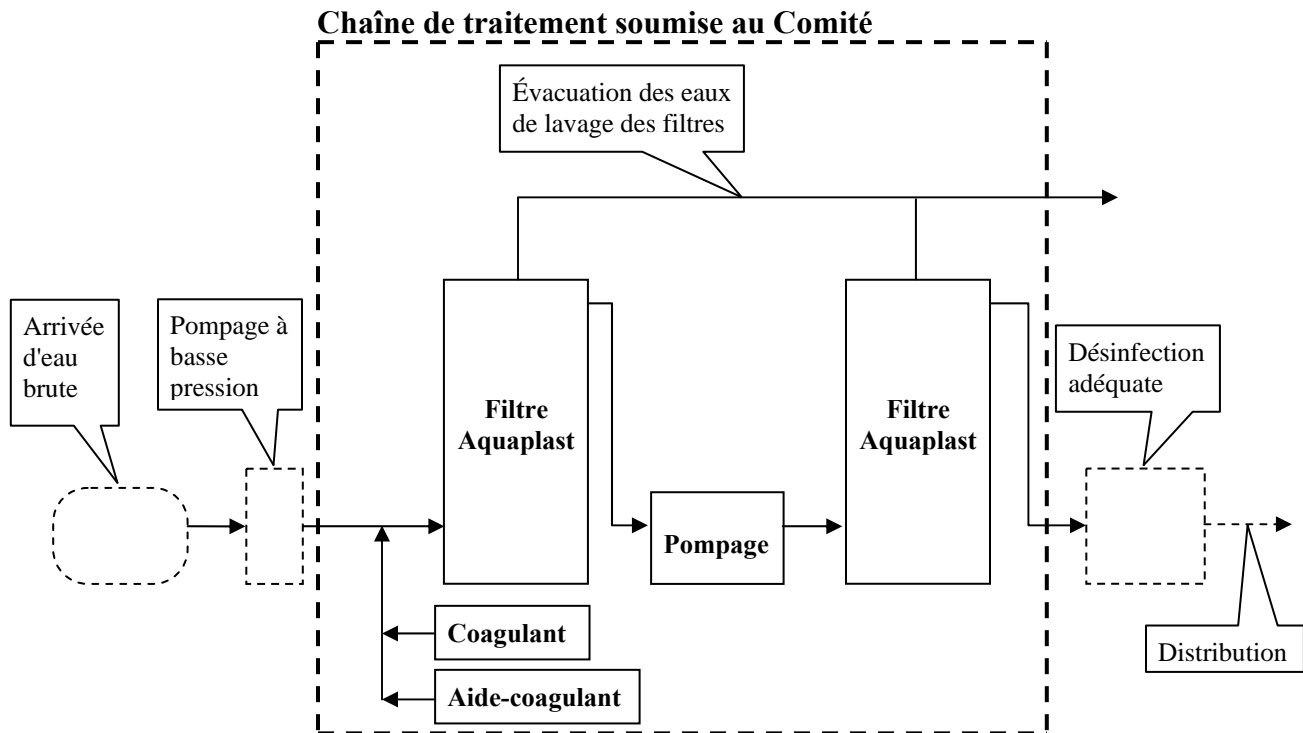 Chaîne de traitement soumise au Comité
Évacuation des eaux
de lavage des filtres
Arrivée
d'eau
brute
Pompage à
basse
pression
Filtre
Aquaplast
Pompage
Filtre
Aquaplast
Désinfection
adéquate
Coagulant
Aide-coagulant
Distribution